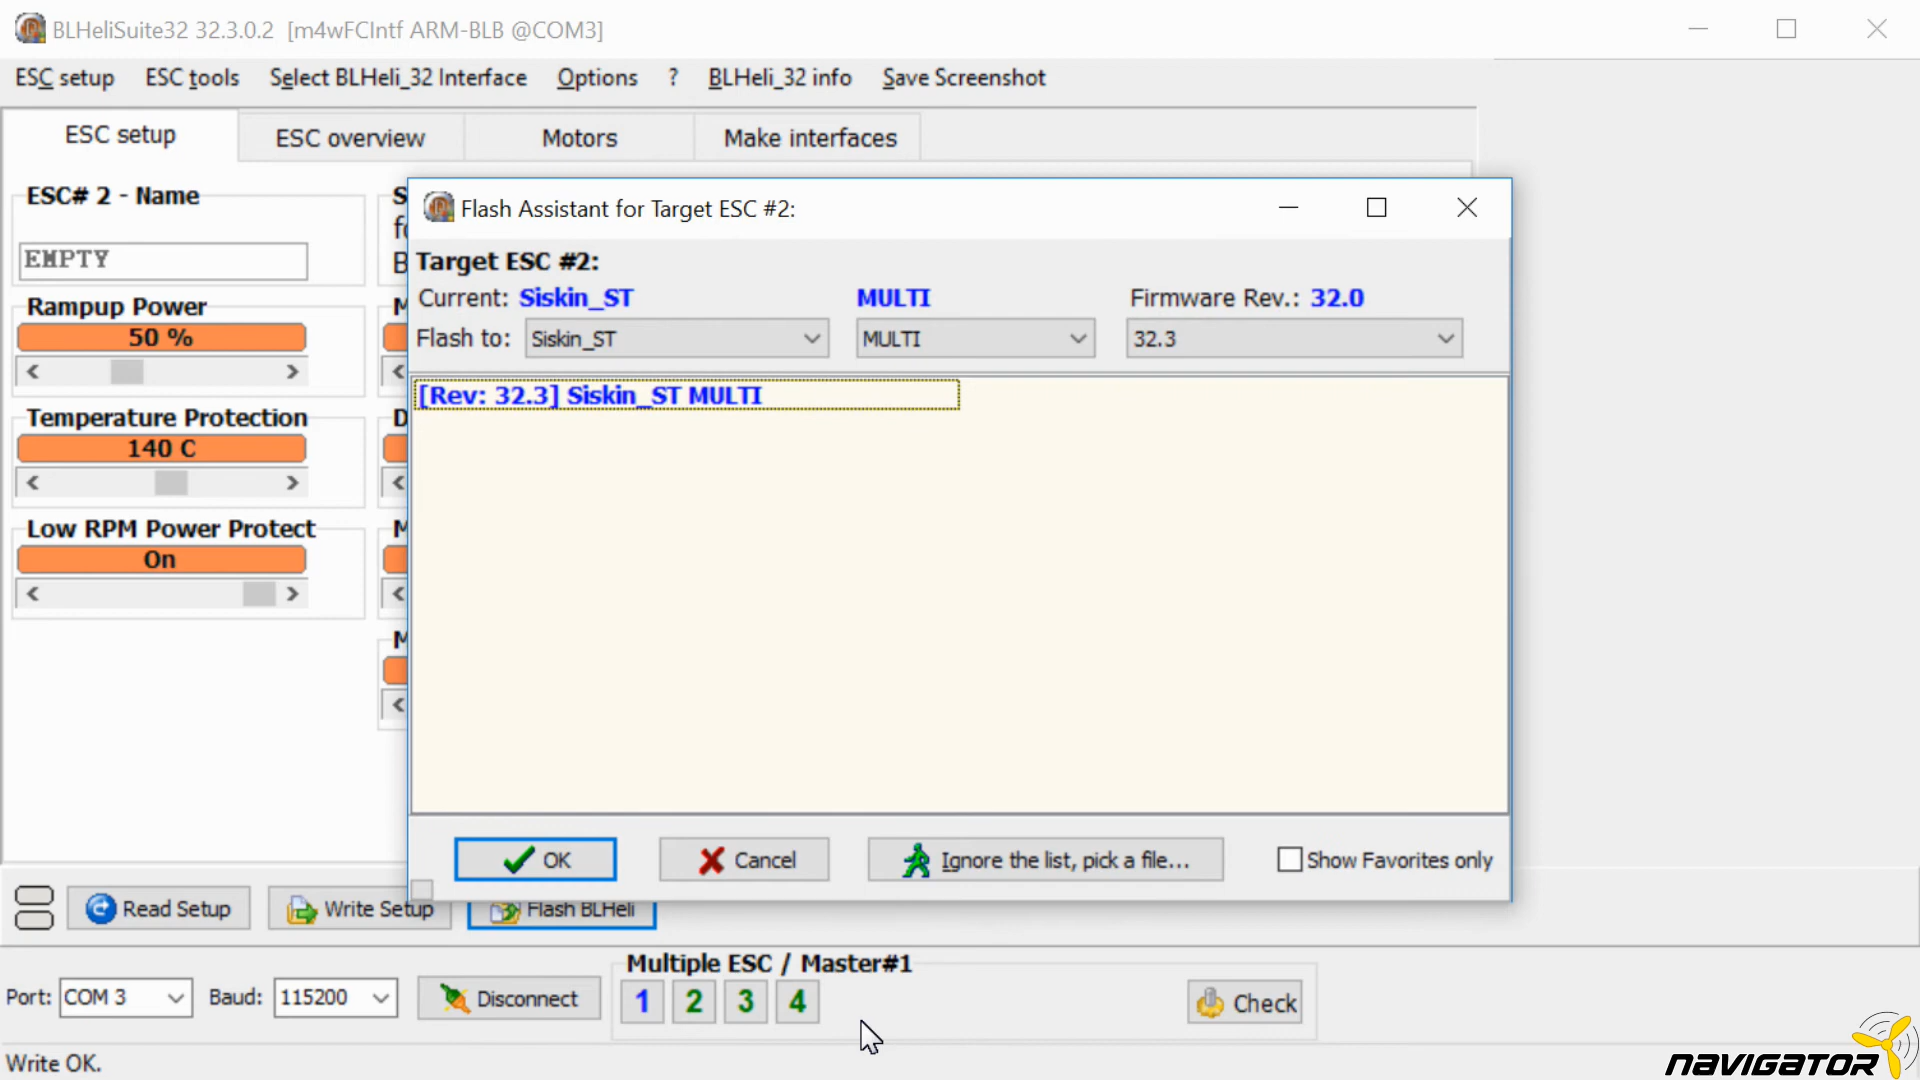 BLHeliSuite32 32.3.0.2 [m4wFCIntf ARM-BLB @COM3]
ESC setup ESC tools Select BLHeli_32 Interface Options ? BLHeli_32 info Save Screenshot
ESC setup ESC overview Motors Make interfaces
ESC# 2 - Name
EMPTY
Rampup Power
50 %
Temperature Protection
140 C
Low RPM Power Protect
On
Flash Assistant for Target ESC #2:
Target ESC #2:
Current: Siskin_ST MULTI Firmware Rev.: 32.0
Flash to: Siskin_ST MULTI 32.3
[Rev: 32.3] Siskin_ST MULTI
OK Cancel Ignore the list, pick a file... Show Favorites only
Read Setup Write Setup Flash BLHeli
Multiple ESC / Master#1
Port: COM 3 Baud: 115200 Disconnect 1 2 3 4 Check
Write OK.
NAVIGATOR